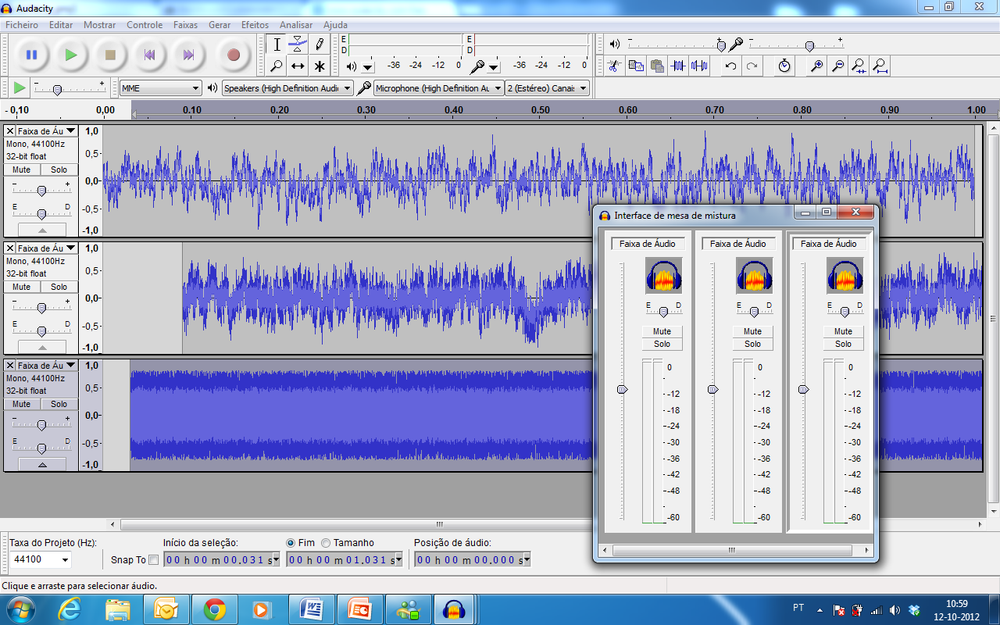 Audacity
Ficheiro Editar Mostrar Controle Faixas Gerar Efeitos Analisar Ajuda
E
D
-36 -24 -12 0
E
D
-36 -24 -12 0
- + - +
- +
MME
Speakers (High Definition Audi
Microphone (High Definition Au
2 (Estéreo) Canai
- 0,10 0,00 0.10 0.20 0.30 0.40 0.50 0.60 0.70 0.80 0.90 1.00
X Faixa de Áu
Mono, 44100Hz
32-bit float
Mute Solo
- +
E D
1,0
0,5-
0,0-
-0,5-
-1,0
X Faixa de Áu
Mono, 44100Hz
32-bit float
Mute Solo
- +
E D
1,0
0,5-
0,0-
-0,5-
-1,0
X Faixa de Áu
Mono, 44100Hz
32-bit float
Mute Solo
- +
E D
1,0
0,5-
0,0-
-0,5-
-1,0
Interface de mesa de mistura
Faixa de Áudio
E D
Mute
Solo
0
-12
-18
-24
-30
-36
-42
-48
-60
Faixa de Áudio
E D
Mute
Solo
0
-12
-18
-24
-30
-36
-42
-48
-60
Faixa de Áudio
E D
Mute
Solo
0
-12
-18
-24
-30
-36
-42
-48
-60
Taxa do Projeto (Hz):
44100
Snap To
Início da seleção:
00 h 00 m 00.031 s
Fim Tamanho
00 h 00 m 01.031 s
Posição de áudio:
00 h 00 m 00.000 s
Clique e arraste para selecionar áudio.
PT
10:59
12-10-2012